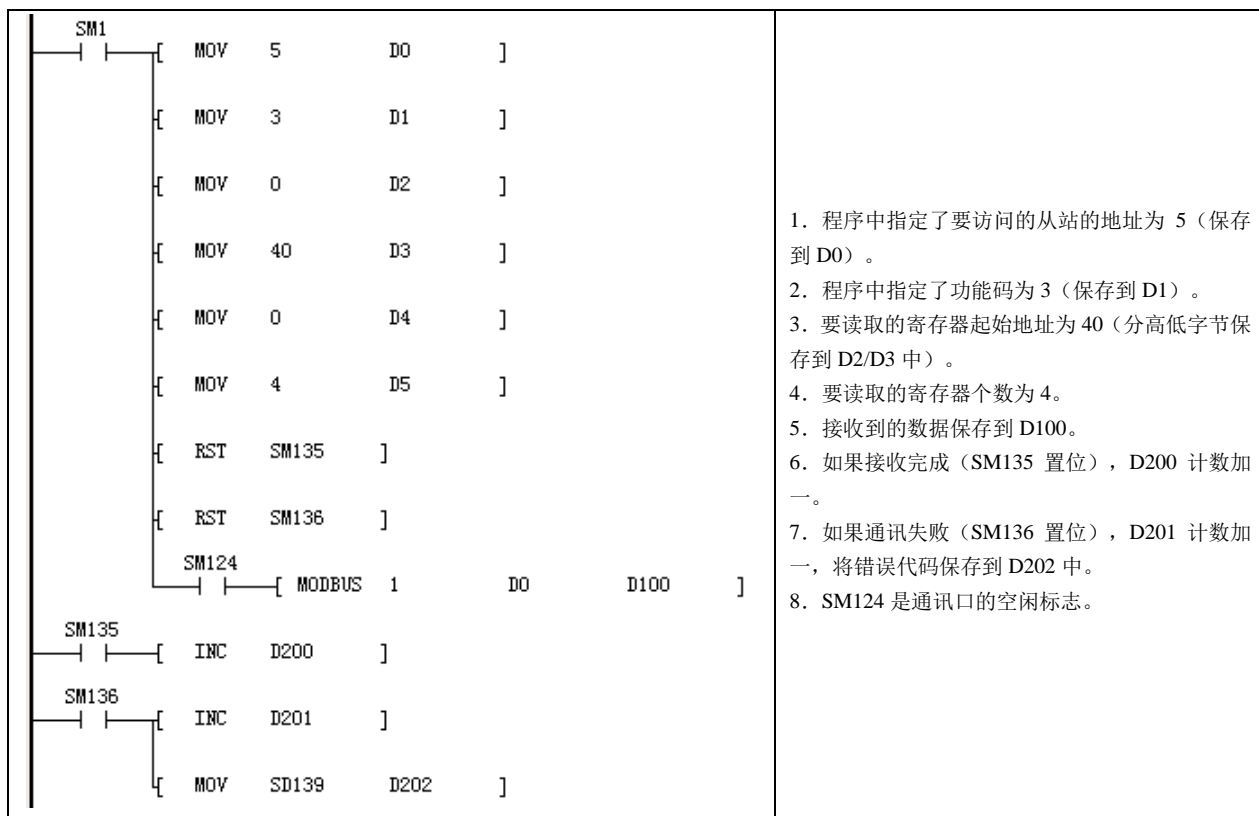 SM1
MOV 5 D0
MOV 3 D1
MOV 0 D2
MOV 40 D3
MOV 0 D4
MOV 4 D5
RST SM135
RST SM136
SM124
MODBUS 1 D0 D100
SM135
INC D200
SM136
INC D201
MOV SD139 D202
1．程序中指定了要访问的从站的地址为 5（保存
到 D0）。
2．程序中指定了功能码为 3（保存到 D1）。
3．要读取的寄存器起始地址为 40（分高低字节保
存到 D2/D3 中）。
4．要读取的寄存器个数为 4。
5．接收到的数据保存到 D100。
6．如果接收完成（SM135 置位），D200 计数加
一。
7．如果通讯失败（SM136 置位），D201 计数加
一，将错误代码保存到 D202 中。
8．SM124 是通讯口的空闲标志。